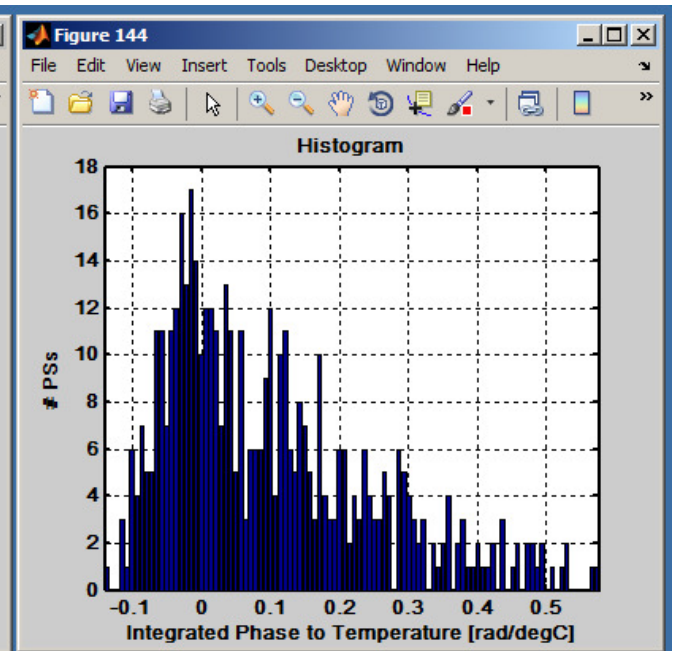 Figure 144
File Edit View Insert Tools Desktop Window Help
Histogram
18
16
14
12
10
8
6
4
2
0
# PSs
-0.1 0 0.1 0.2 0.3 0.4 0.5
Integrated Phase to Temperature [rad/degC]